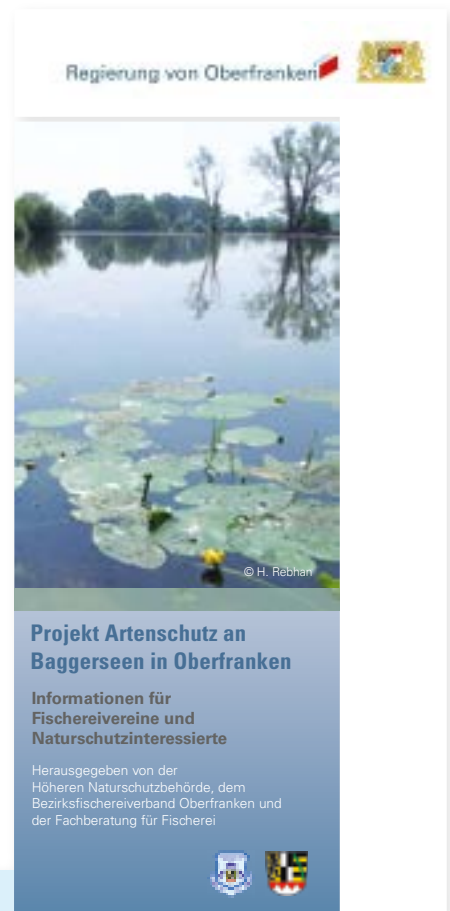 Regierung von Oberfranken
© H. Rebhan
Projekt Artenschutz an
Baggerseen in Oberfranken
Informationen für
Fischereivereine und
Naturschutzinteressierte
Herausgegeben von der
Höheren Naturschutzbehörde, dem
Bezirksfischereiverband Oberfranken und
der Fachberatung für Fischerei